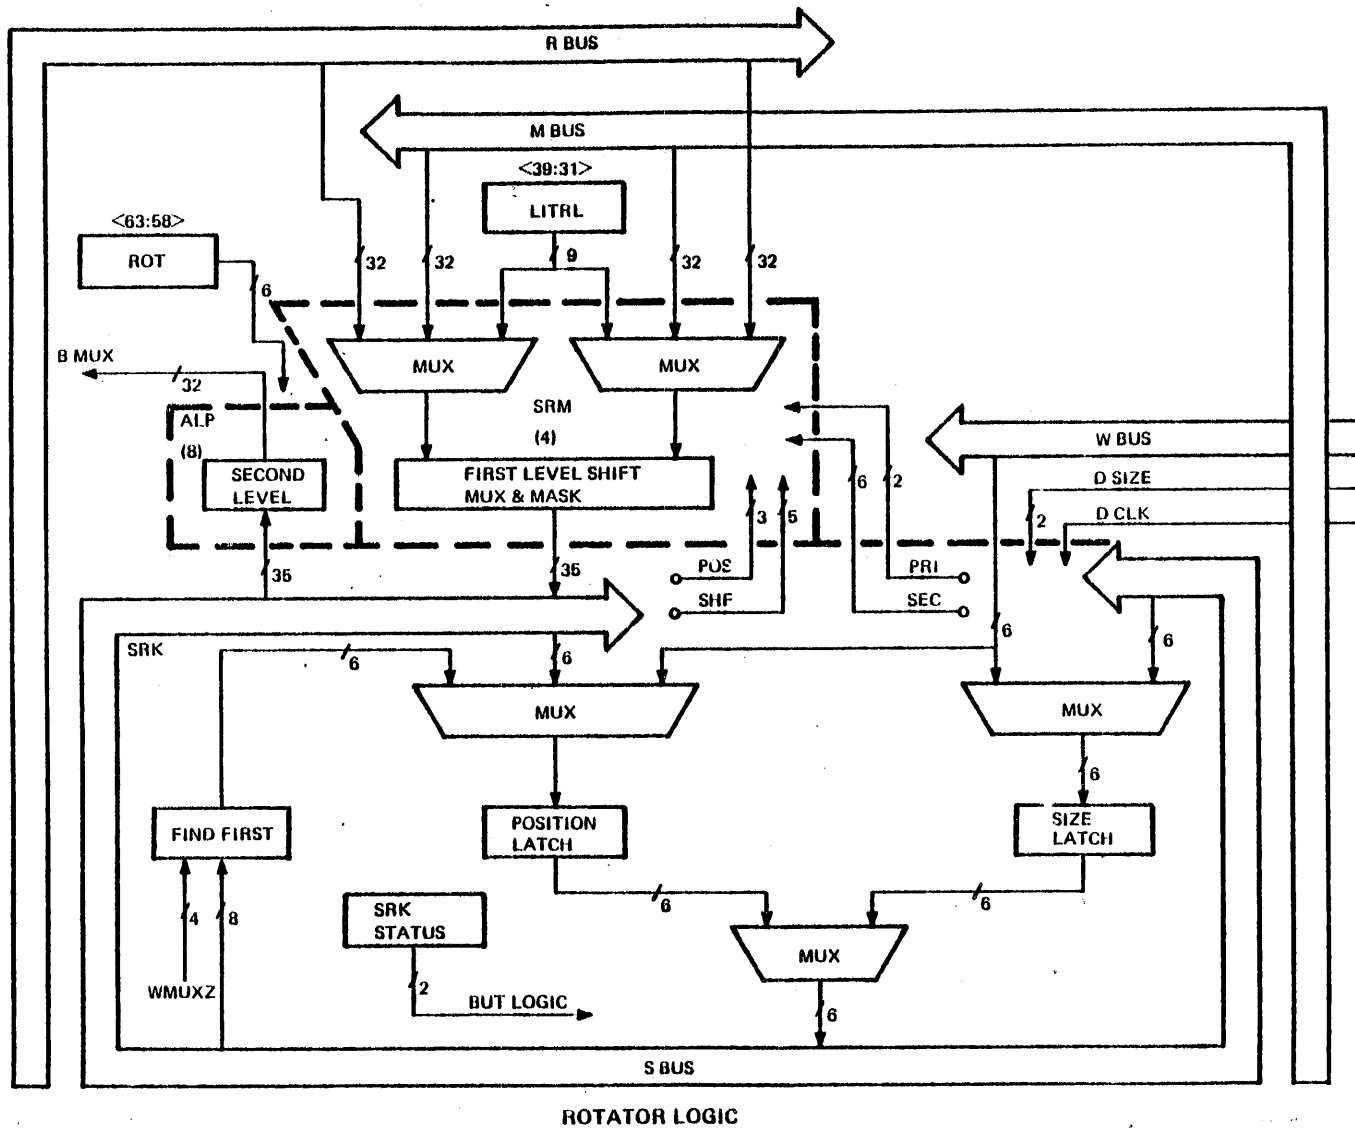 R BUS
M BUS
<39:31>
LITRL
<63:58>
ROT
9
32
32
32
32
6
B MUX
32
MUX
MUX
ALP
(8)
SRM
(4)
W BUS
SECOND
LEVEL
FIRST LEVEL SHIFT
MUX & MASK
6
2
D SIZE
3
5
2
D CLK
35
35
POS
PRI
SHF
SEC
6
6
SRK
6
6
MUX
MUX
6
FIND FIRST
POSITION
LATCH
SIZE
LATCH
6
6
4
8
SRK
STATUS
MUX
WMUXZ
2
BUT LOGIC
6
S BUS
ROTATOR LOGIC